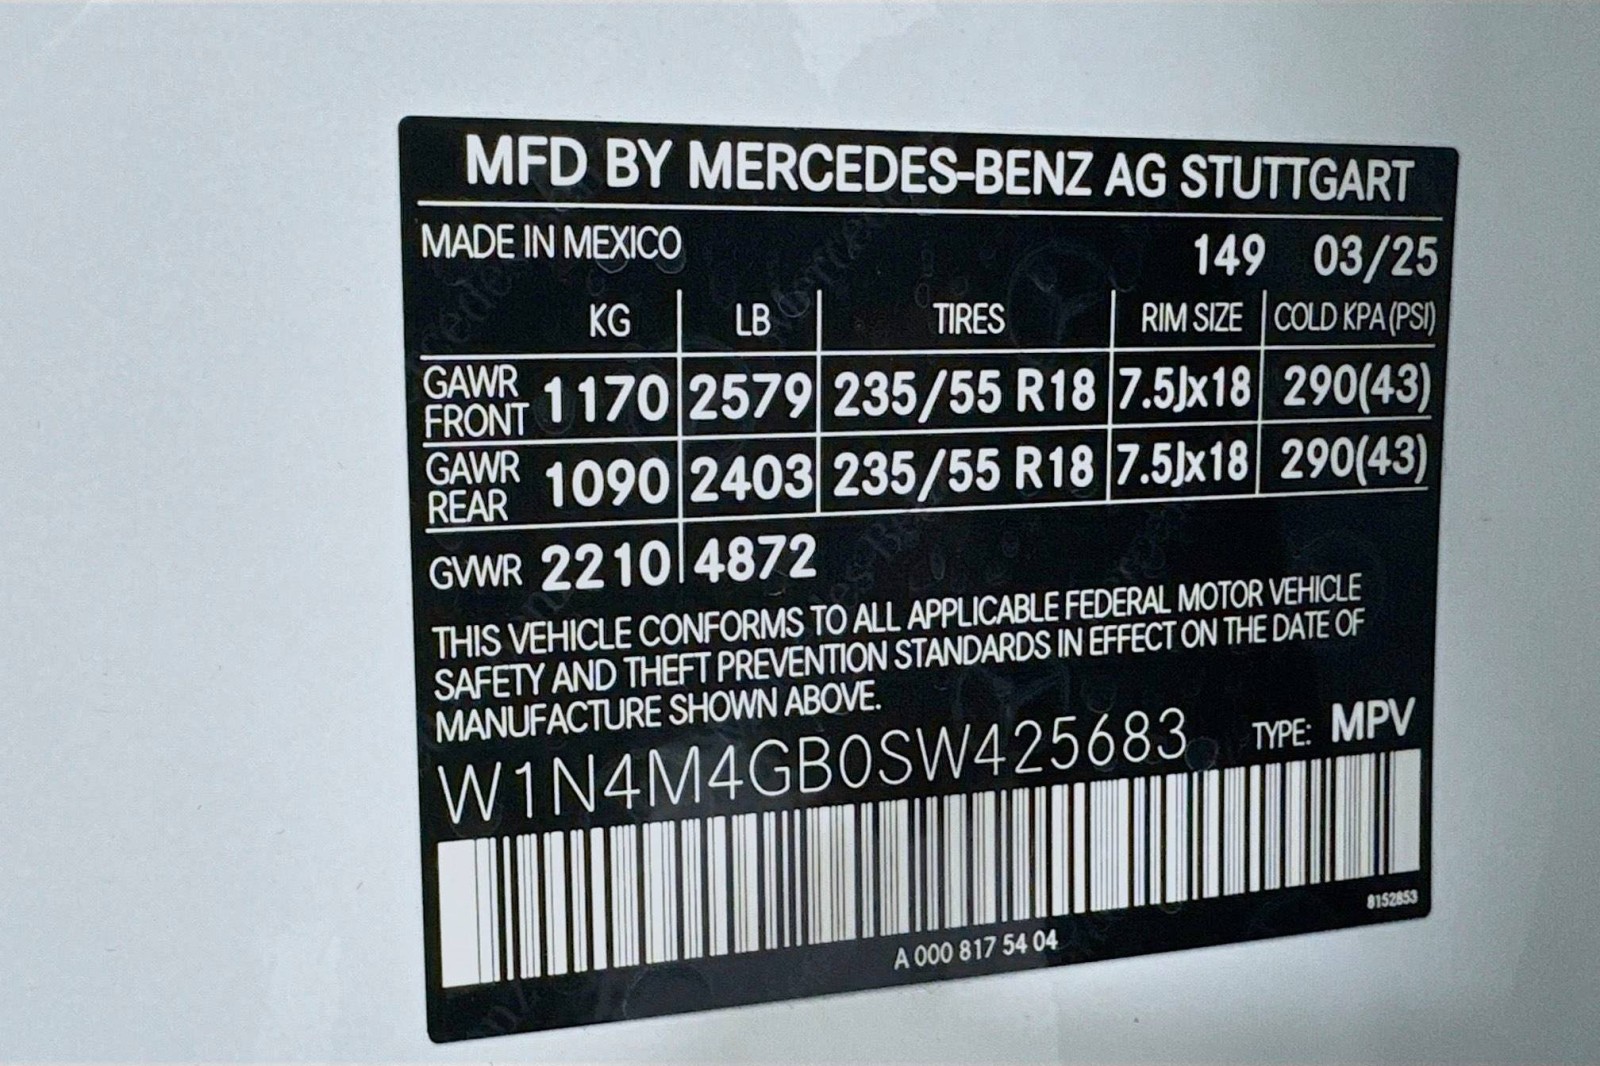 MFD BY MERCEDES-BENZ AG STUTTGART
MADE IN MEXICO 149 03/25
KG LB TIRES RIM SIZE COLD KPA (PSI)
GAWR FRONT 1170 2579 235/55 R18 7.5Jx18 290(43)
GAWR REAR 1090 2403 235/55 R18 7.5Jx18 290(43)
GVWR 2210 4872
THIS VEHICLE CONFORMS TO ALL APPLICABLE FEDERAL MOTOR VEHICLE
SAFETY AND THEFT PREVENTION STANDARDS IN EFFECT ON THE DATE OF
MANUFACTURE SHOWN ABOVE.
W1N4M4GB0SW425683 TYPE: MPV
8152853
A 000 817 54 04